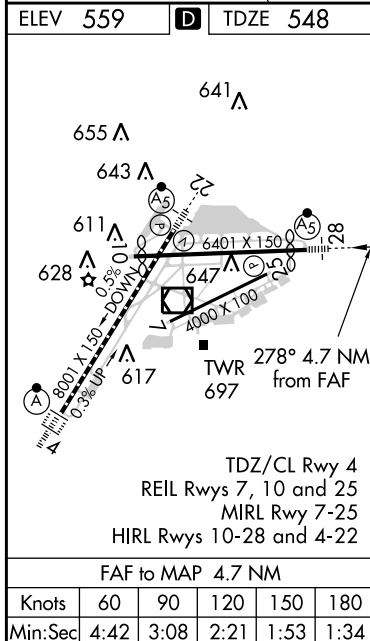 ELEV 559 D TDZE 548
641
655
643
A5
22
P
V
611
10
6401 X 150
A5
28
628
0.5%
DOWN
647
P
25
8001 X 150
7
4000 X 100
0.3% UP
617
TWR
697
278° 4.7 NM
from FAF
A
4
TDZ/CL Rwy 4
REIL Rwys 7, 10 and 25
MIRL Rwy 7-25
HIRL Rwys 10-28 and 4-22
FAF to MAP 4.7 NM
Knots 60 90 120 150 180
Min:Sec 4:42 3:08 2:21 1:53 1:34